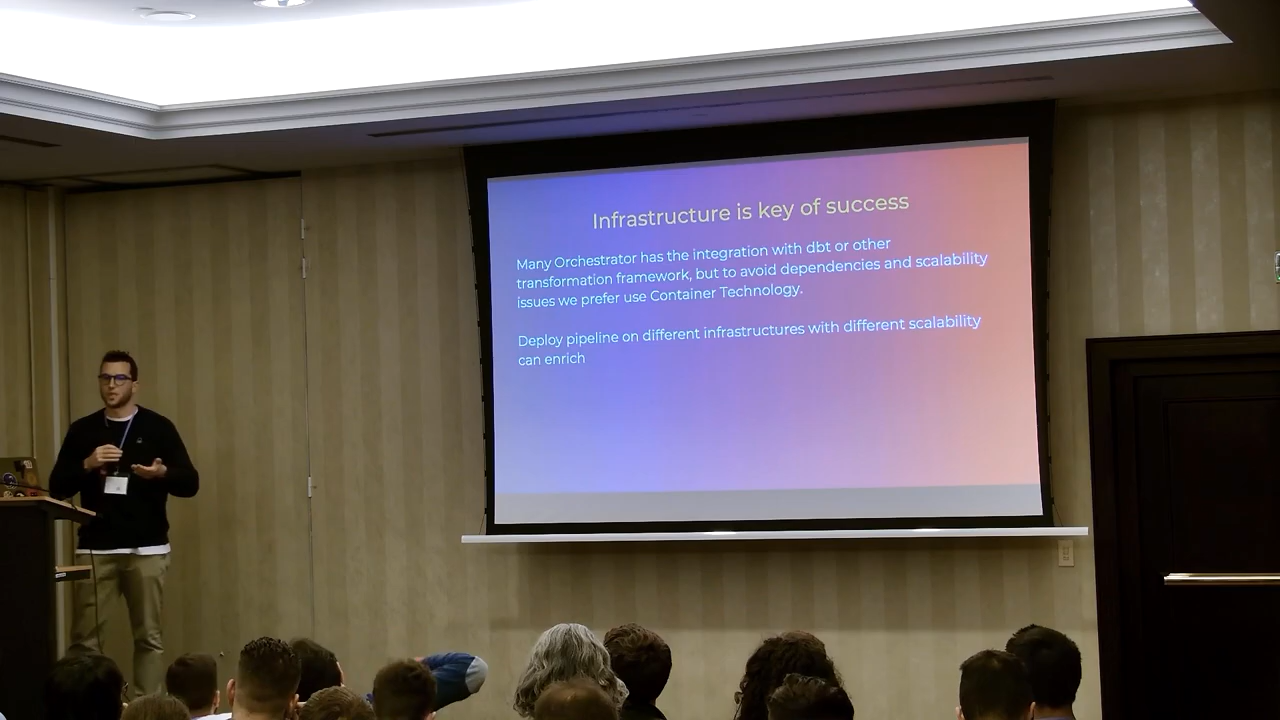 Infrastructure is key of success
Many Orchestrator has the integration with dbt or other
transformation framework, but to avoid dependencies and scalability
issues we prefer use Container Technology.
Deploy pipeline on different infrastructures with different scalability
can enrich